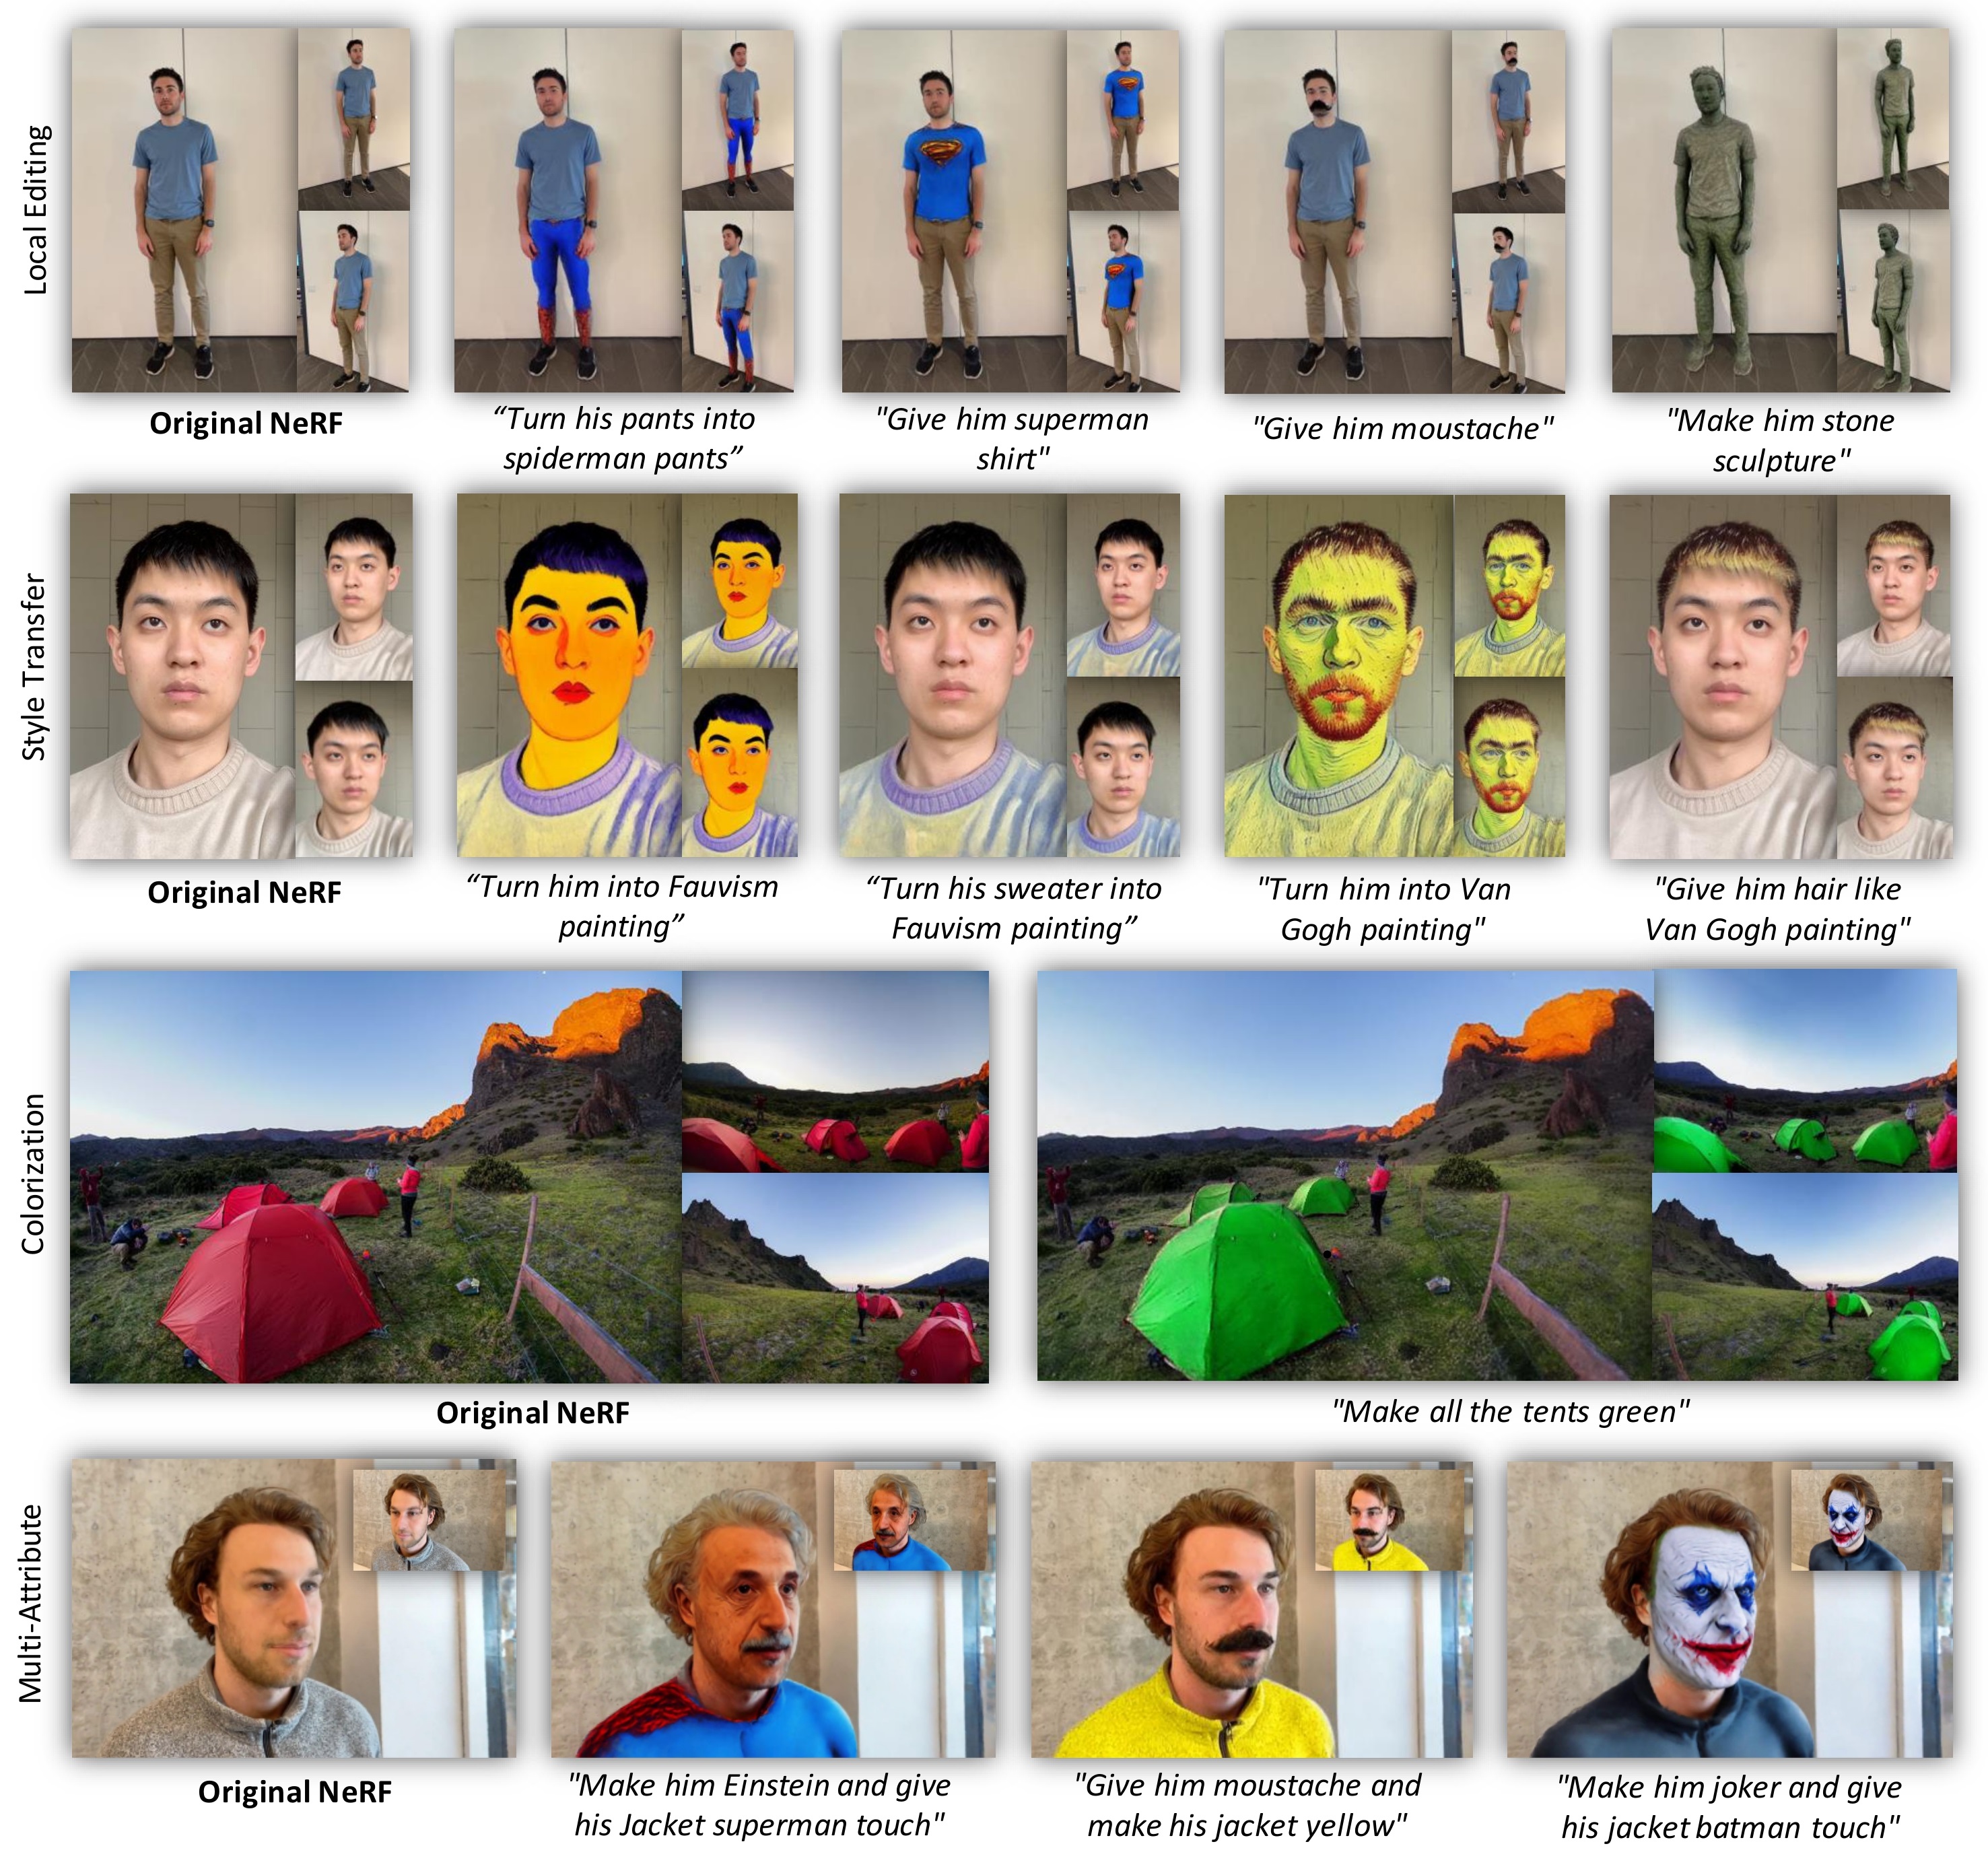 Local Editing
Original NeRF
“Turn his pants into
spiderman pants”
"Give him superman
shirt"
"Give him moustache"
"Make him stone
sculpture"
Style Transfer
Original NeRF
“Turn him into Fauvism
painting”
“Turn his sweater into
Fauvism painting”
"Turn him into Van
Gogh painting"
"Give him hair like
Van Gogh painting"
Colorization
Original NeRF
"Make all the tents green"
Multi-Attribute
Original NeRF
"Make him Einstein and give
his Jacket superman touch"
"Give him moustache and
make his jacket yellow"
"Make him joker and give
his jacket batman touch"